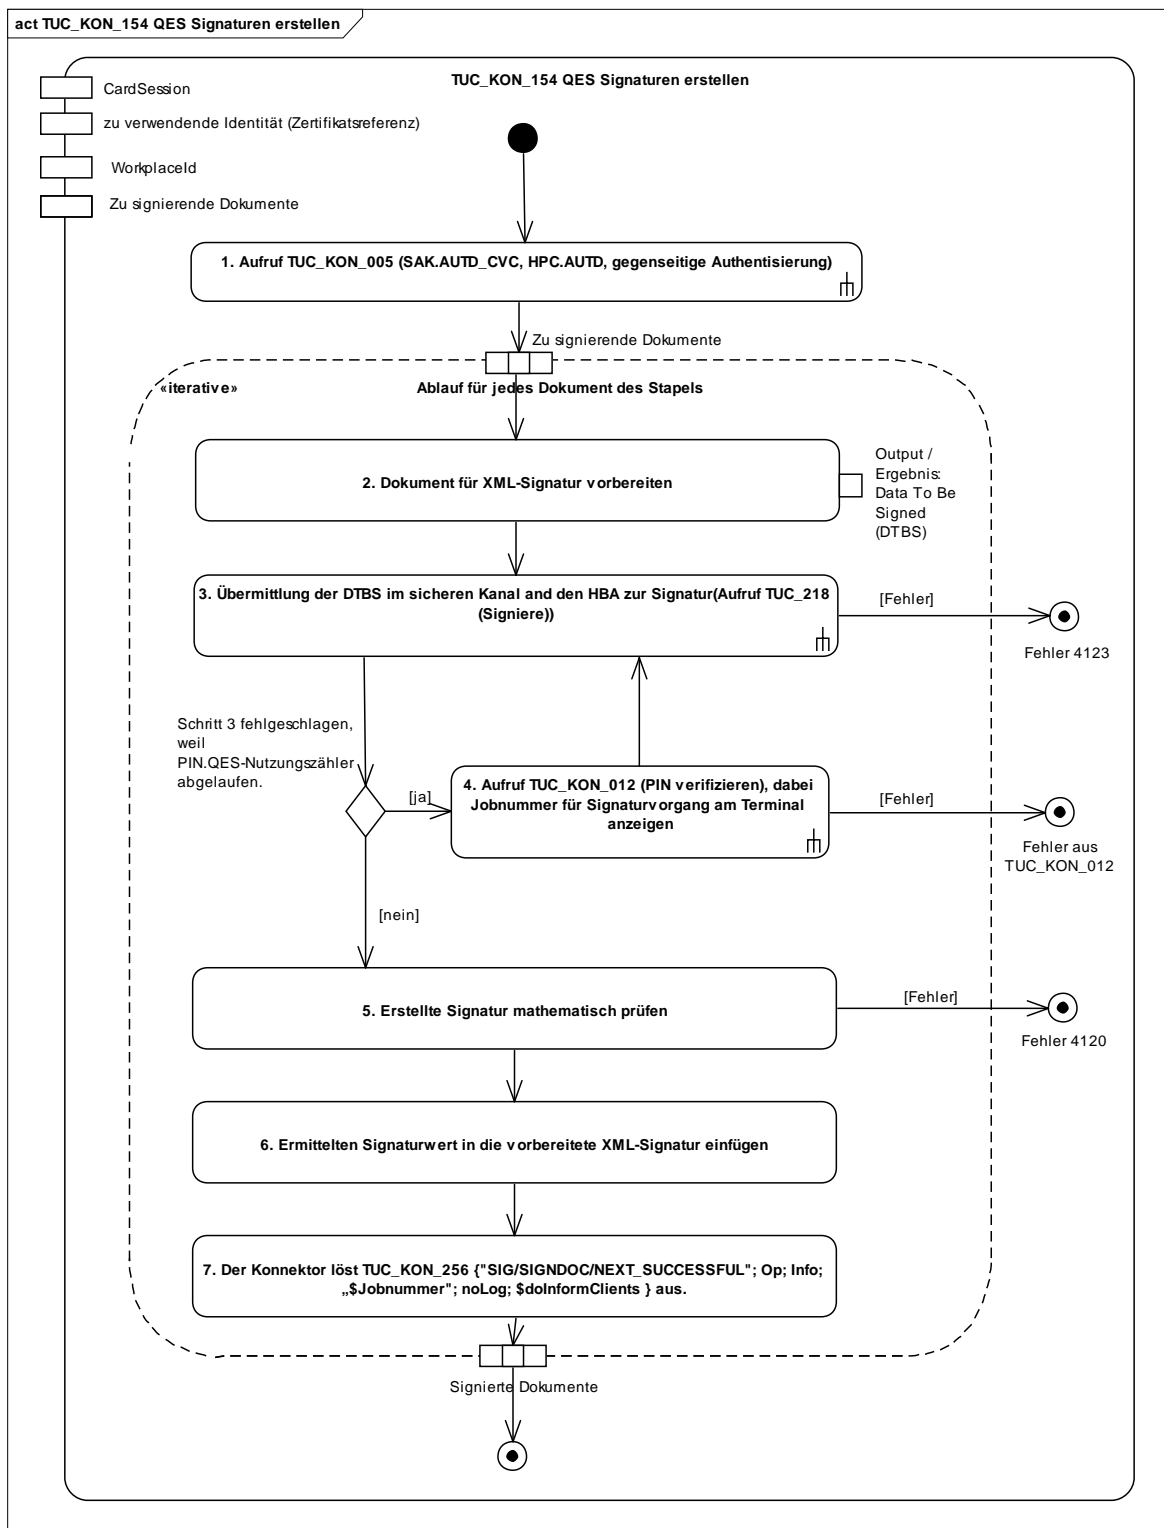 act TUC_KON_154 QES Signaturen erstellen
TUC_KON_154 QES Signaturen erstellen
CardSession
zu verwendende Identität (Zertifikatsreferenz)
WorkplaceId
Zu signierende Dokumente
1. Aufruf TUC_KON_005 (SAK.AUTD_CVC, HPC.AUTD, gegenseitige Authentisierung)
Zu signierende Dokumente
«iterative»
Ablauf für jedes Dokument des Stapels
2. Dokument für XML-Signatur vorbereiten
Output /
Ergebnis:
Data To Be
Signed
(DTBS)
3. Übermittlung der DTBS im sicheren Kanal and den HBA zur Signatur(Aufruf TUC_218
(Signiere))
[Fehler]
Fehler 4123
Schritt 3 fehlgeschlagen,
weil
PIN.QES-Nutzungszähler
abgelaufen.
[ja]
4. Aufruf TUC_KON_012 (PIN verifizieren), dabei
Jobnummer für Signaturvorgang am Terminal
anzeigen
[Fehler]
Fehler aus
TUC_KON_012
[nein]
5. Erstellte Signatur mathematisch prüfen
[Fehler]
Fehler 4120
6. Ermittelten Signaturwert in die vorbereitete XML-Signatur einfügen
7. Der Konnektor löst TUC_KON_256 {"SIG/SIGNDOC/NEXT_SUCCESSFUL"; Op; Info;
„$Jobnummer"; noLog; $doInformClients } aus.
Signierte Dokumente